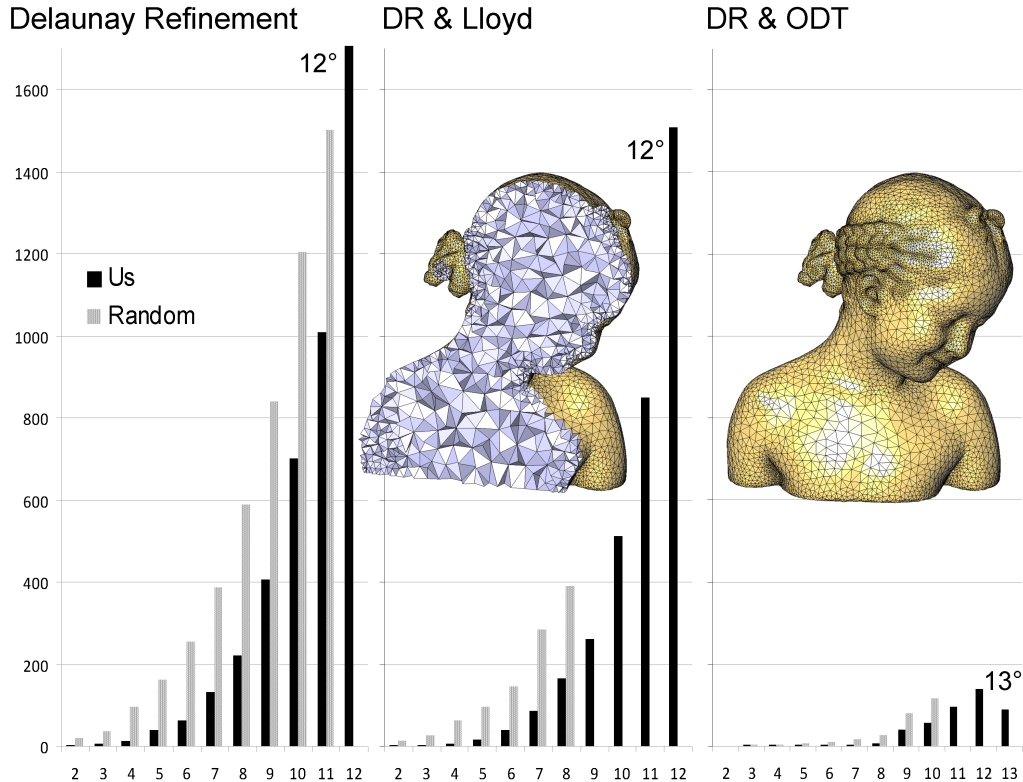 Delaunay Refinement
DR & Lloyd
DR & ODT
12°
1600
12°
1400
1200
Us
Random
1000
800
600
400
200
13°
0
2 3 4 5 6 7 8 9 10 11 12
2 3 4 5 6 7 8 9 10 11 12
2 3 4 5 6 7 8 9 10 11 12 13